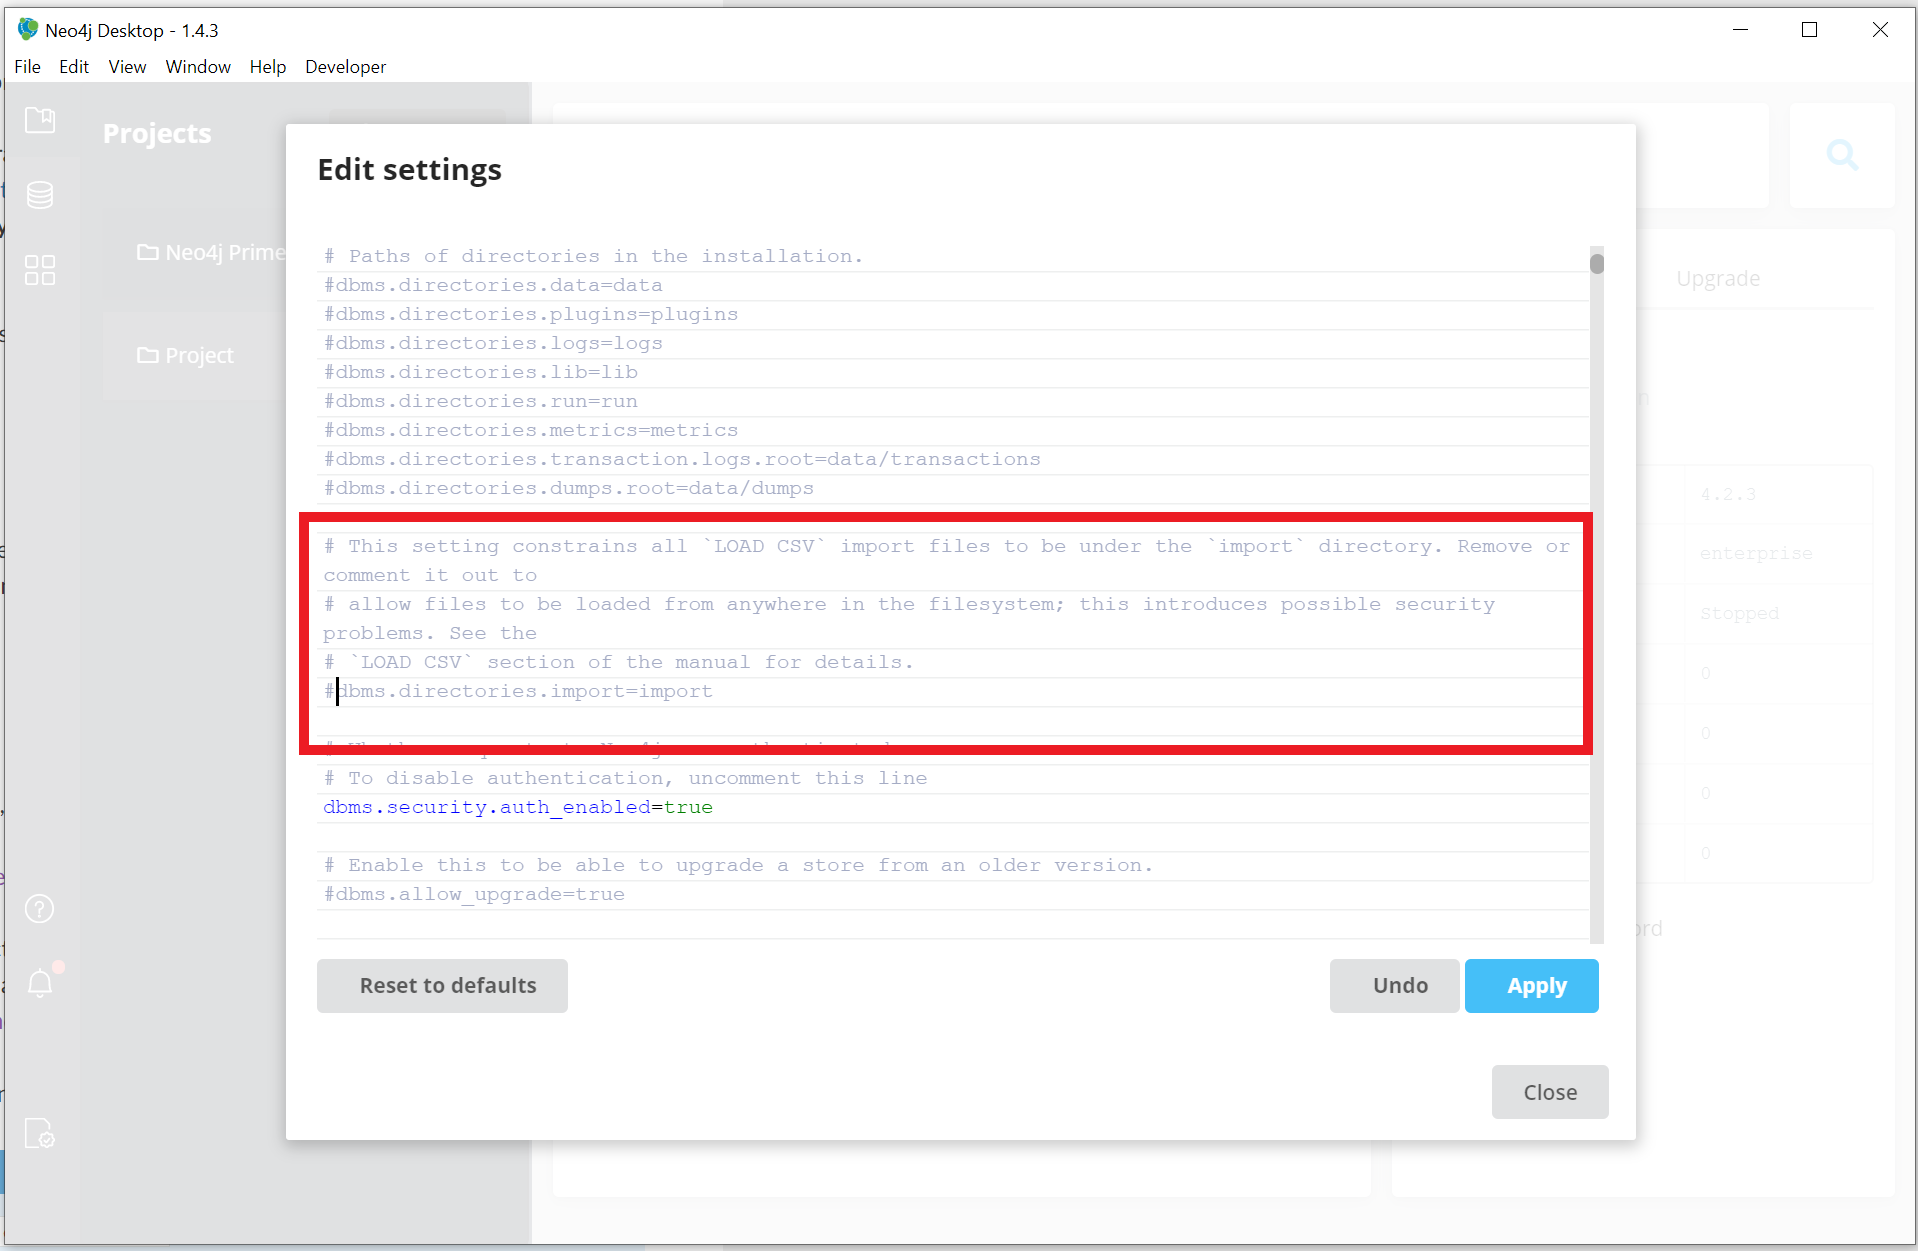 Neo4j Desktop - 1.4.3
File Edit View Window Help Developer
Projects
Neo4j Prime
Project
Edit settings
# Paths of directories in the installation.
#dbms.directories.data=data
#dbms.directories.plugins=plugins
#dbms.directories.logs=logs
#dbms.directories.lib=lib
#dbms.directories.run=run
#dbms.directories.metrics=metrics
#dbms.directories.transaction.logs.root=data/transactions
#dbms.directories.dumps.root=data/dumps
# This setting constrains all `LOAD CSV` import files to be under the `import` directory. Remove or
comment it out to
# allow files to be loaded from anywhere in the filesystem; this introduces possible security
problems. See the
# `LOAD CSV` section of the manual for details.
#dbms.directories.import=import
# To disable authentication, uncomment this line
dbms.security.auth_enabled=true
# Enable this to be able to upgrade a store from an older version.
#dbms.allow_upgrade=true
Reset to defaults
Undo
Apply
Close
Upgrade
4.2.3
enterprise
Stopped
0
0
0
0